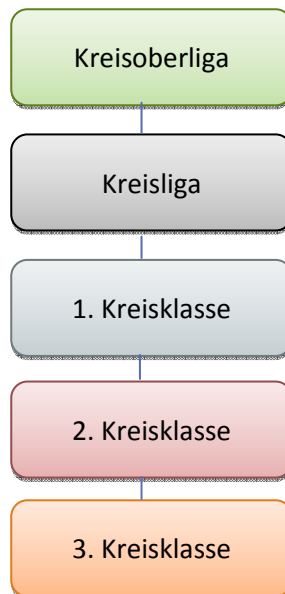 Kreisoberliga
Kreisliga
1. Kreisklasse
2. Kreisklasse
3. Kreisklasse